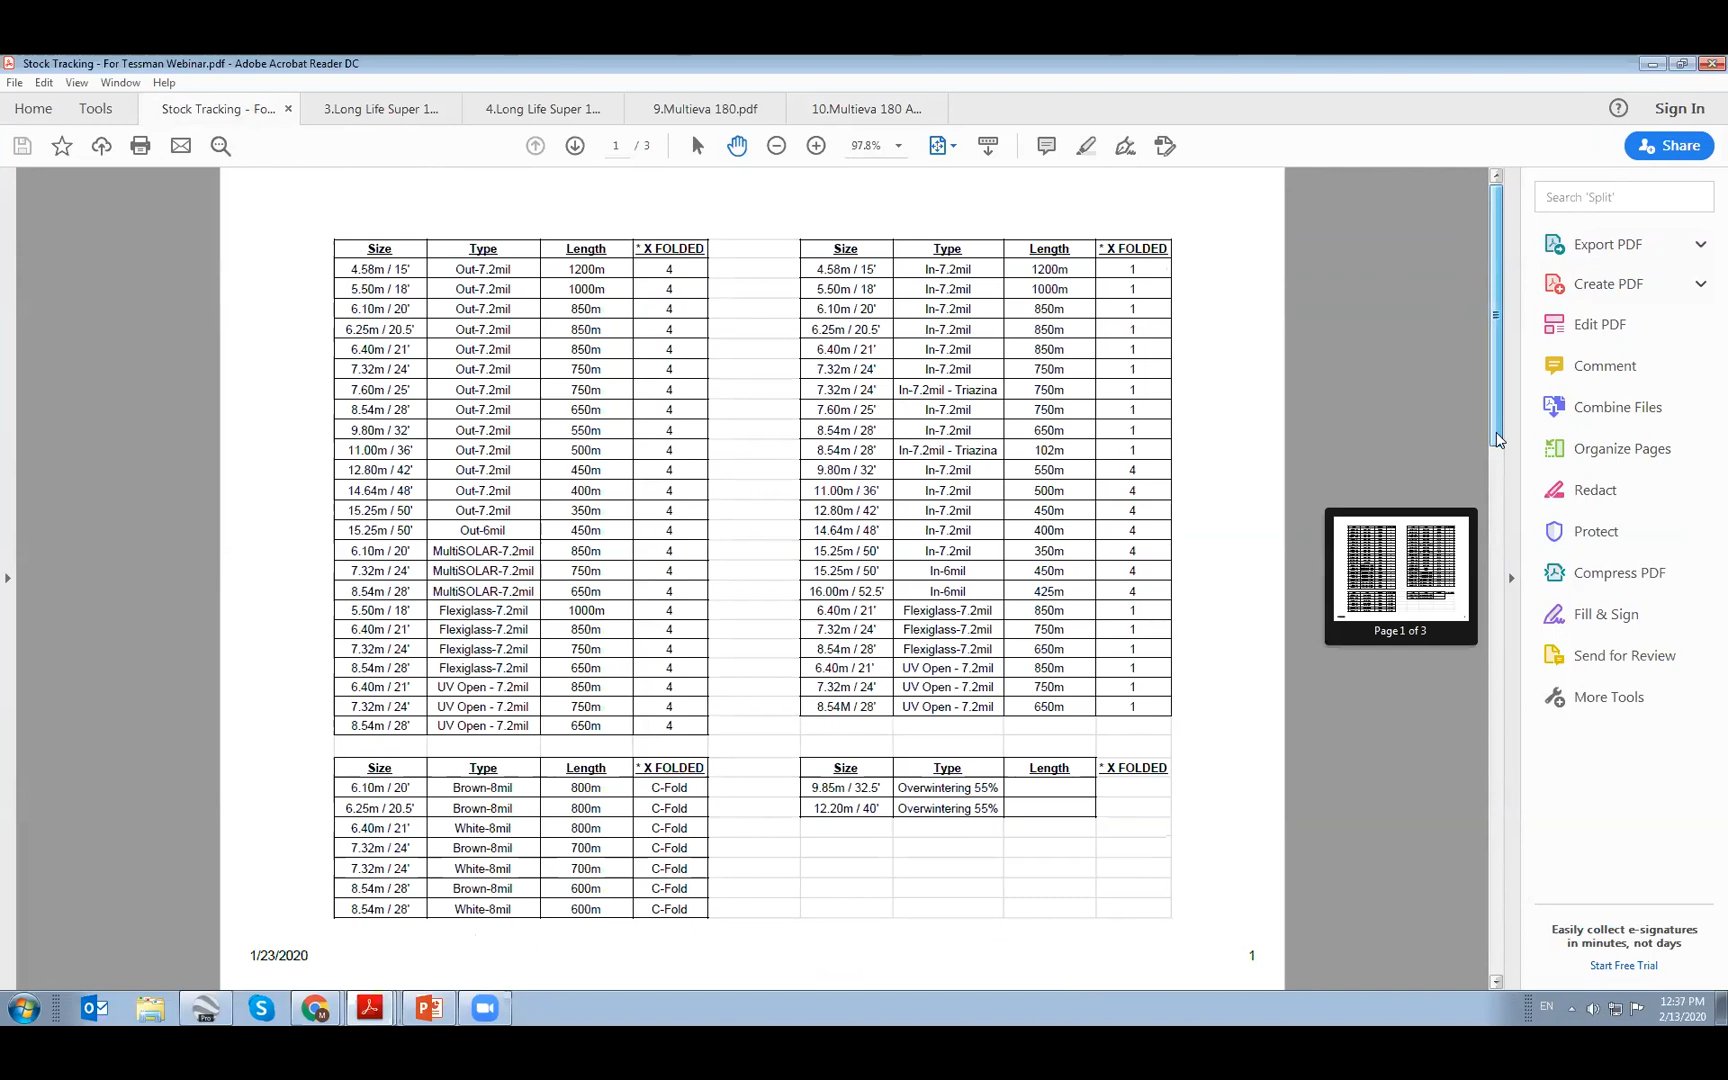 Stock Tracking - For Tessman Webinar.pdf - Adobe Acrobat Reader DC
File Edit View Window Help
Home Tools Stock Tracking - Fo... × 3.Long Life Super 1... 4.Long Life Super 1... 9.Multieva 180.pdf 10.Multieva 180 A... ? Sign In
1 / 3 97.8% Share
Size Type Length * X FOLDED
4.58m / 15' Out-7.2mil 1200m 4
5.50m / 18' Out-7.2mil 1000m 4
6.10m / 20' Out-7.2mil 850m 4
6.25m / 20.5' Out-7.2mil 850m 4
6.40m / 21' Out-7.2mil 850m 4
7.32m / 24' Out-7.2mil 750m 4
7.60m / 25' Out-7.2mil 750m 4
8.54m / 28' Out-7.2mil 650m 4
9.80m / 32' Out-7.2mil 550m 4
11.00m / 36' Out-7.2mil 500m 4
12.80m / 42' Out-7.2mil 450m 4
14.64m / 48' Out-7.2mil 400m 4
15.25m / 50' Out-7.2mil 350m 4
15.25m / 50' Out-6mil 450m 4
6.10m / 20' MultiSOLAR-7.2mil 850m 4
7.32m / 24' MultiSOLAR-7.2mil 750m 4
8.54m / 28' MultiSOLAR-7.2mil 650m 4
5.50m / 18' Flexiglass-7.2mil 1000m 4
6.40m / 21' Flexiglass-7.2mil 850m 4
7.32m / 24' Flexiglass-7.2mil 750m 4
8.54m / 28' Flexiglass-7.2mil 650m 4
6.40m / 21' UV Open - 7.2mil 850m 4
7.32m / 24' UV Open - 7.2mil 750m 4
8.54m / 28' UV Open - 7.2mil 650m 4
Size Type Length * X FOLDED
4.58m / 15' In-7.2mil 1200m 1
5.50m / 18' In-7.2mil 1000m 1
6.10m / 20' In-7.2mil 850m 1
6.25m / 20.5' In-7.2mil 850m 1
6.40m / 21' In-7.2mil 850m 1
7.32m / 24' In-7.2mil 750m 1
7.32m / 24' In-7.2mil - Triazina 750m 1
7.60m / 25' In-7.2mil 750m 1
8.54m / 28' In-7.2mil 650m 1
8.54m / 28' In-7.2mil - Triazina 102m 1
9.80m / 32' In-7.2mil 550m 4
11.00m / 36' In-7.2mil 500m 4
12.80m / 42' In-7.2mil 450m 4
14.64m / 48' In-7.2mil 400m 4
15.25m / 50' In-7.2mil 350m 4
15.25m / 50' In-6mil 450m 4
16.00m / 52.5' In-6mil 425m 4
6.40m / 21' Flexiglass-7.2mil 850m 1
7.32m / 24' Flexiglass-7.2mil 750m 1
8.54m / 28' Flexiglass-7.2mil 650m 1
6.40m / 21' UV Open - 7.2mil 850m 1
7.32m / 24' UV Open - 7.2mil 750m 1
8.54M / 28' UV Open - 7.2mil 650m 1
Size Type Length * X FOLDED
6.10m / 20' Brown-8mil 800m C-Fold
6.25m / 20.5' Brown-8mil 800m C-Fold
6.40m / 21' White-8mil 800m C-Fold
7.32m / 24' Brown-8mil 700m C-Fold
7.32m / 24' White-8mil 700m C-Fold
8.54m / 28' Brown-8mil 600m C-Fold
8.54m / 28' White-8mil 600m C-Fold
Size Type Length * X FOLDED
9.85m / 32.5' Overwintering 55%
12.20m / 40' Overwintering 55%
1/23/2020 1
Page 1 of 3
Search 'Split'
Export PDF
Create PDF
Edit PDF
Comment
Combine Files
Organize Pages
Redact
Protect
Compress PDF
Fill & Sign
Send for Review
More Tools
Easily collect e-signatures
in minutes, not days
Start Free Trial
Pro M EN 12:37 PM
2/13/2020